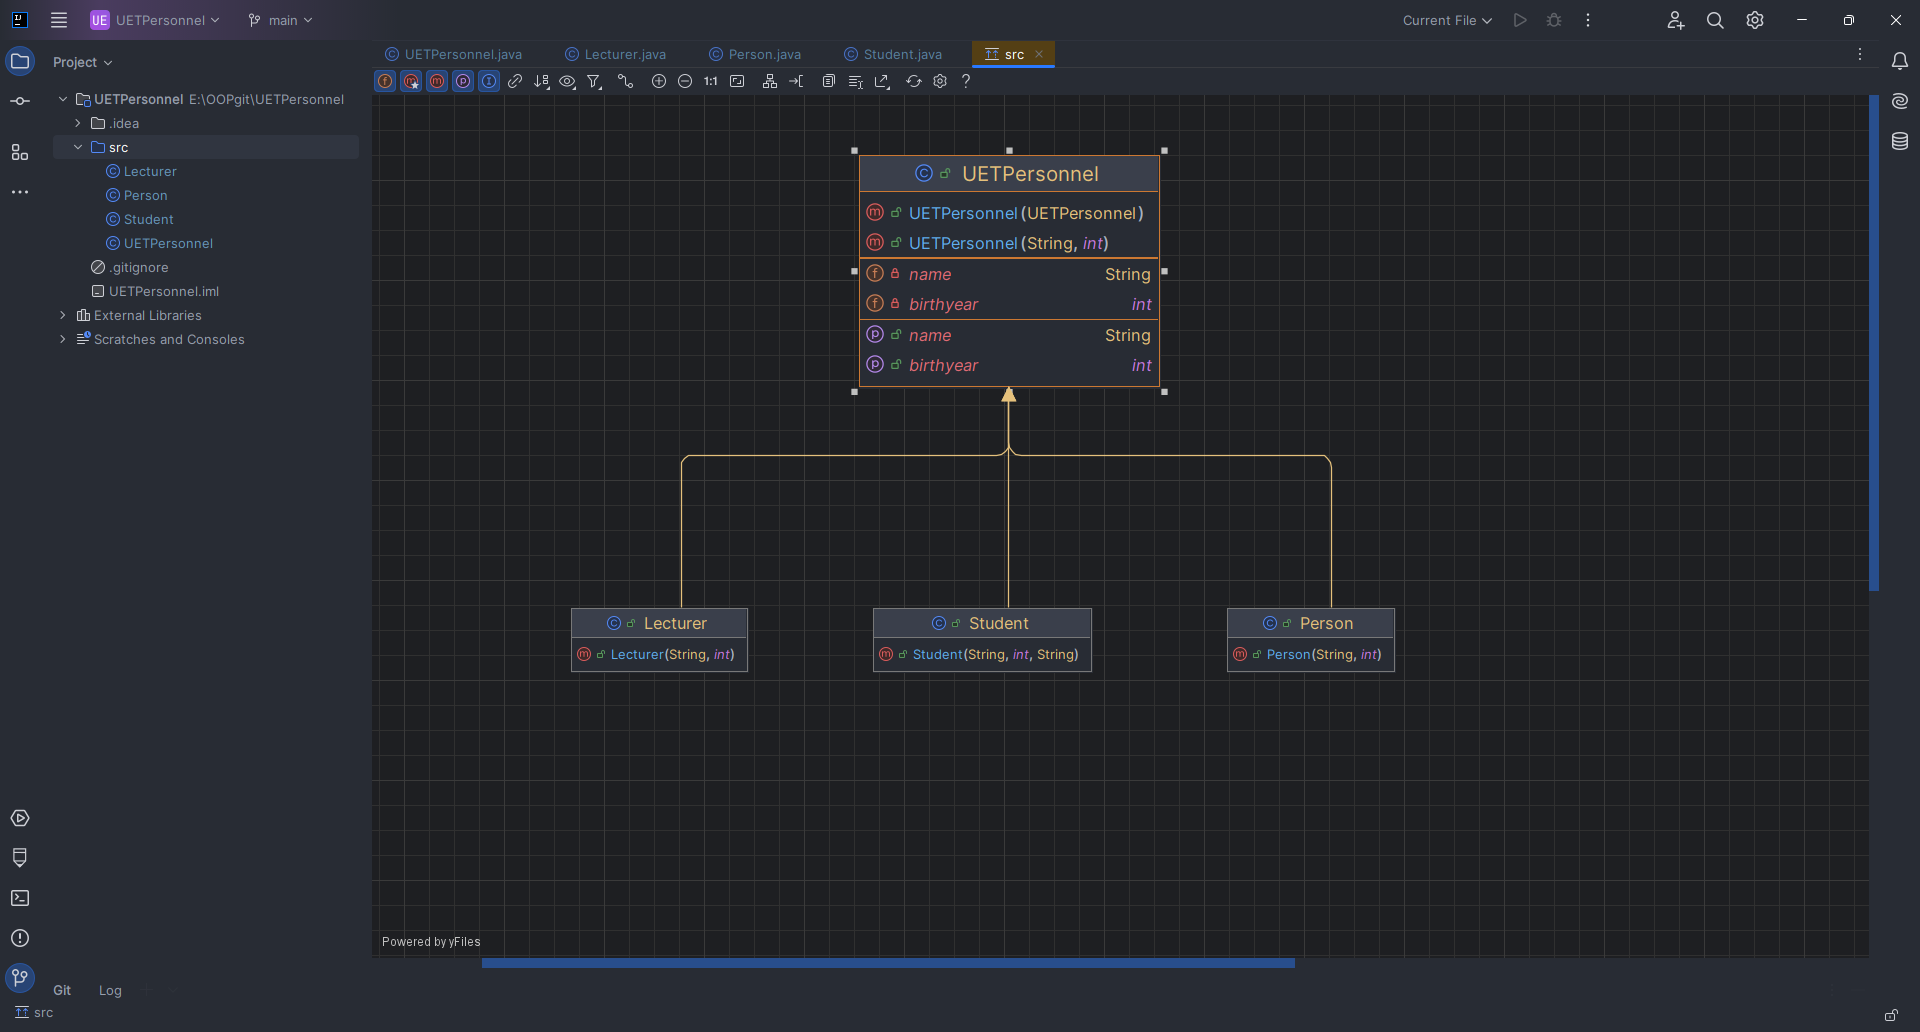 UE UETPersonnel main Current File
Project
UETPersonnel E:\OOPgit\UETPersonnel
.idea
src
Lecturer
Person
Student
UETPersonnel
.gitignore
UETPersonnel.iml
External Libraries
Scratches and Consoles
UETPersonnel.java Lecturer.java Person.java Student.java src
1:1
UETPersonnel
UETPersonnel(UETPersonnel)
UETPersonnel(String, int)
name String
birthyear int
name String
birthyear int
Lecturer
Lecturer(String, int)
Student
Student(String, int, String)
Person
Person(String, int)
Powered by yFiles
Git Log
src